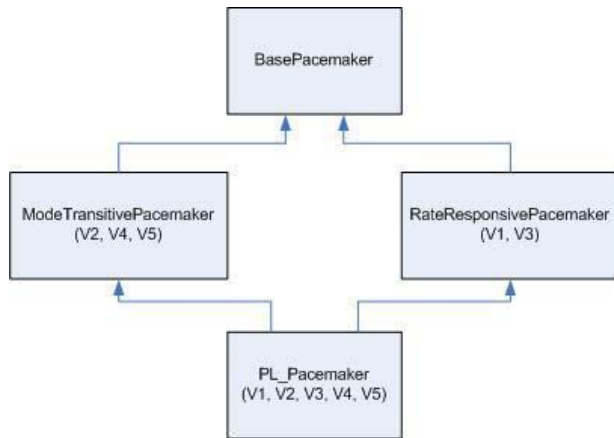 BasePacemaker
ModeTransitivePacemaker
(V2, V4, V5)
RateResponsivePacemaker
(V1, V3)
PL_Pacemaker
(V1, V2, V3, V4, V5)